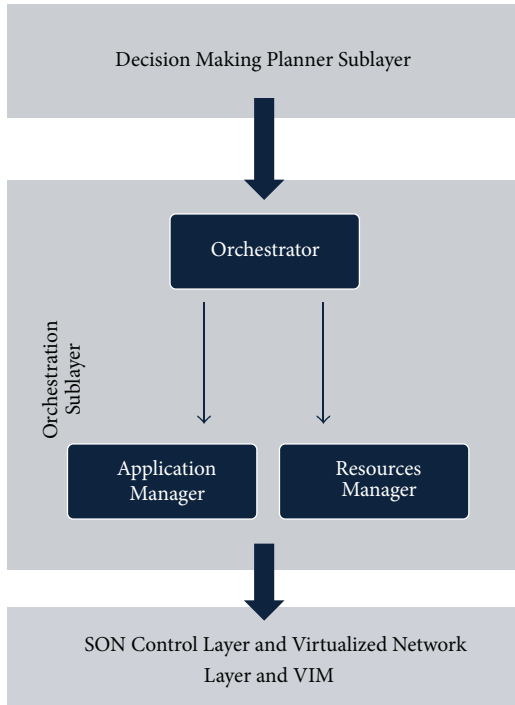 Decision Making Planner Sublayer
Orchestrator
Orchestration
Sublayer
Application
Manager
Resources
Manager
SON Control Layer and Virtualized Network
Layer and VIM